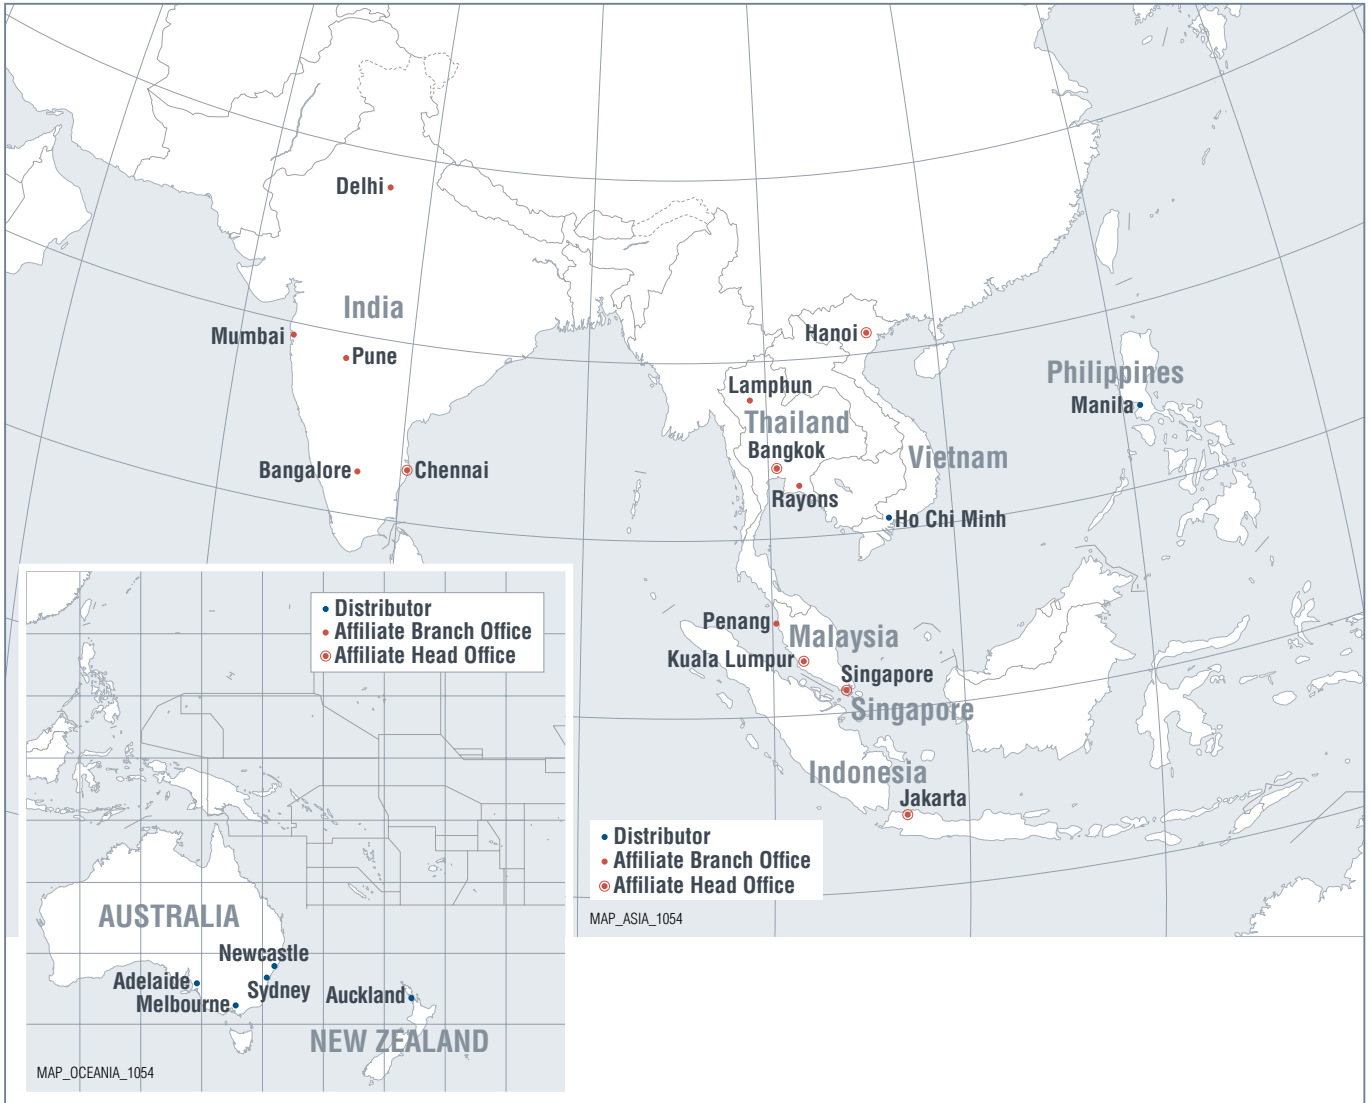 Delhi
India
Mumbai
Pune
Hanoi
Philippines
Lamphun
Manila
Thailand
Bangkok
Vietnam
Bangalore
Chennai
Rayons
Ho Chi Minh
Distributor
Affiliate Branch Office
Affiliate Head Office
Penang
Malaysia
Kuala Lumpur
Singapore
Singapore
Indonesia
Jakarta
Distributor
Affiliate Branch Office
Affiliate Head Office
MAP_ASIA_1054
AUSTRALIA
Newcastle
Adelaide
Sydney
Melbourne
Auckland
NEW ZEALAND
MAP_OCEANIA_1054